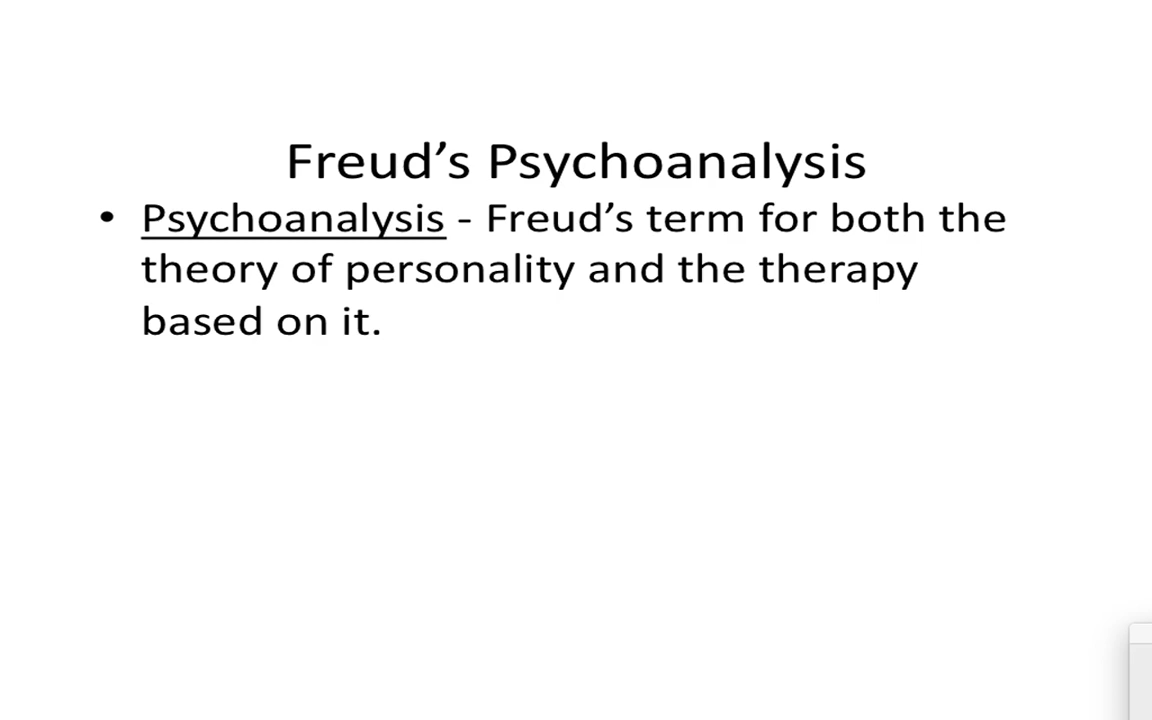 Freud’s Psychoanalysis
• Psychoanalysis - Freud’s term for both the
theory of personality and the therapy
based on it.